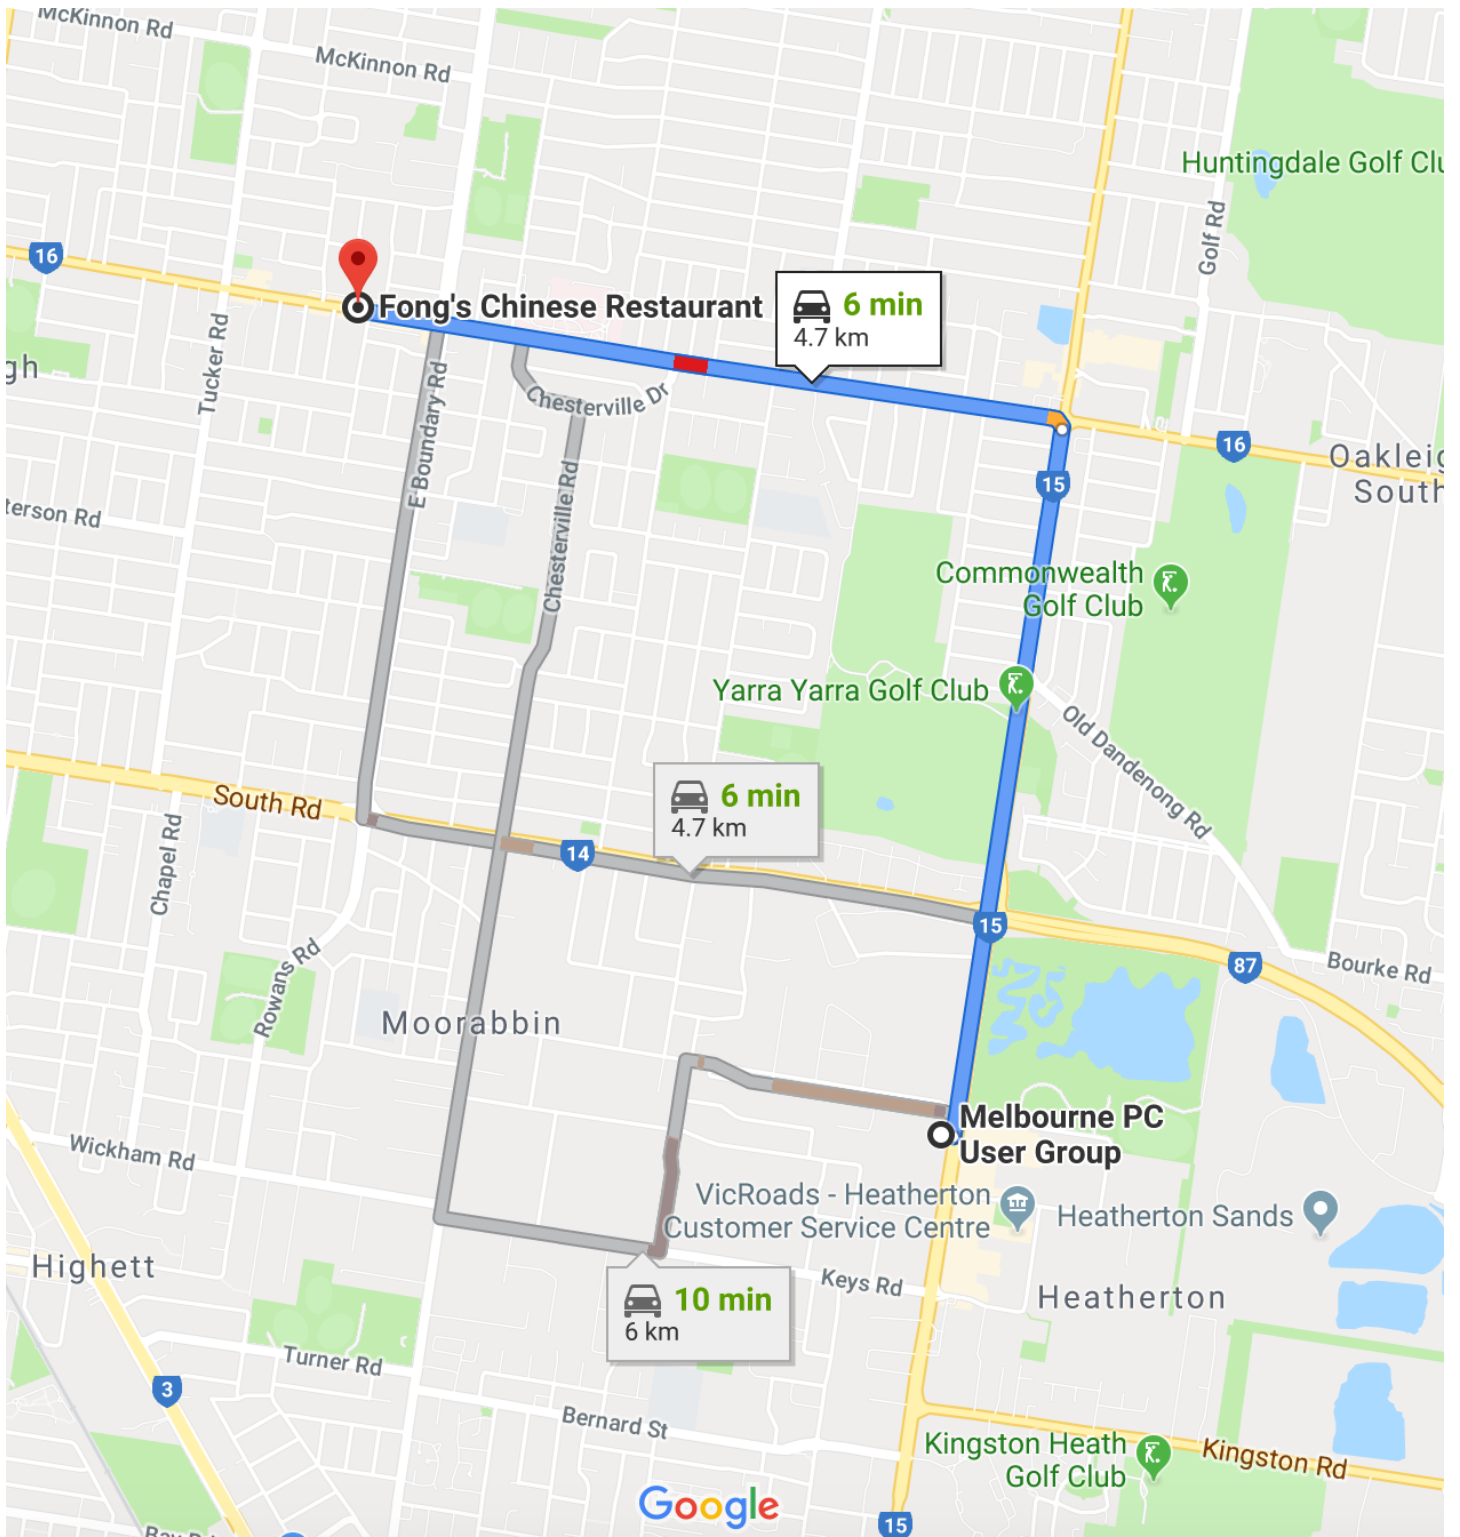 McKinnon Rd
McKinnon Rd
Huntingdale Golf Clu
Golf Rd
16
Fong's Chinese Restaurant
6 min
4.7 km
Tucker Rd
gh
E Boundary Rd
Chesterville Dr
16
Oakleig
South
15
Chesterville Rd
terson Rd
Commonwealth
Golf Club
Yarra Yarra Golf Club
Old Dandenong Rd
South Rd
6 min
4.7 km
14
Chapel Rd
15
87
Bourke Rd
Rowans Rd
Moorabbin
Melbourne PC
User Group
Wickham Rd
VicRoads - Heatherton
Customer Service Centre
Heatherton Sands
Highett
Keys Rd
Heatherton
10 min
6 km
Turner Rd
3
Bernard St
Kingston Heath
Golf Club
Kingston Rd
Google
15